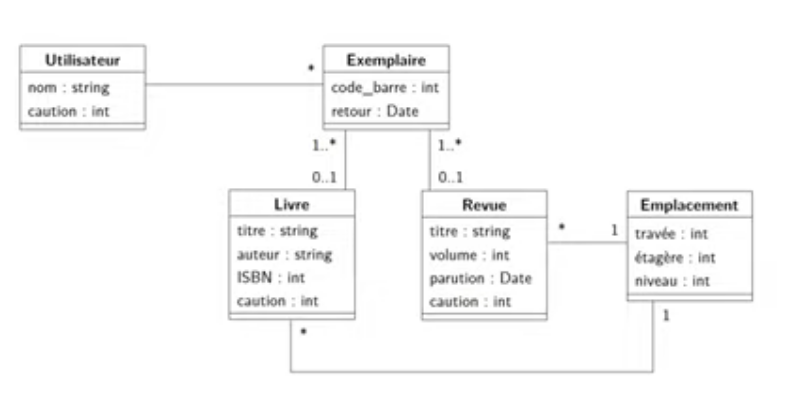 Utilisateur
nom : string
caution : int
*
Exemplaire
code_barre : int
retour : Date
1..*
0..1
1..*
0..1
Livre
titre : string
auteur : string
ISBN : int
caution : int
*
Revue
titre : string
volume : int
parution : Date
caution : int
*
1
Emplacement
travée : int
étagère : int
niveau : int
1